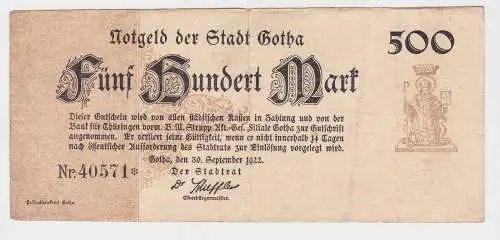 Notgeld der Stadt Gotha
500
Fünf Hundert Mark
Dieser Gutschein wird von allen städtischen Kassen in Zahlung und von der
Bank für Thüringen vorm. B. M. Strupp Akt.-Ges. Filiale Gotha zur Gutschrift
angenommen. Er verliert seine Gültigkeit, wenn er nicht innerhalb 14 Tagen
nach öffentlicher Aufforderung des Stadtrats zur Einlösung vorgelegt wird.
Gotha, den 30. September 1922.
Der Stadtrat
Nr. 40571*
Dr
Oberbürgermeister.